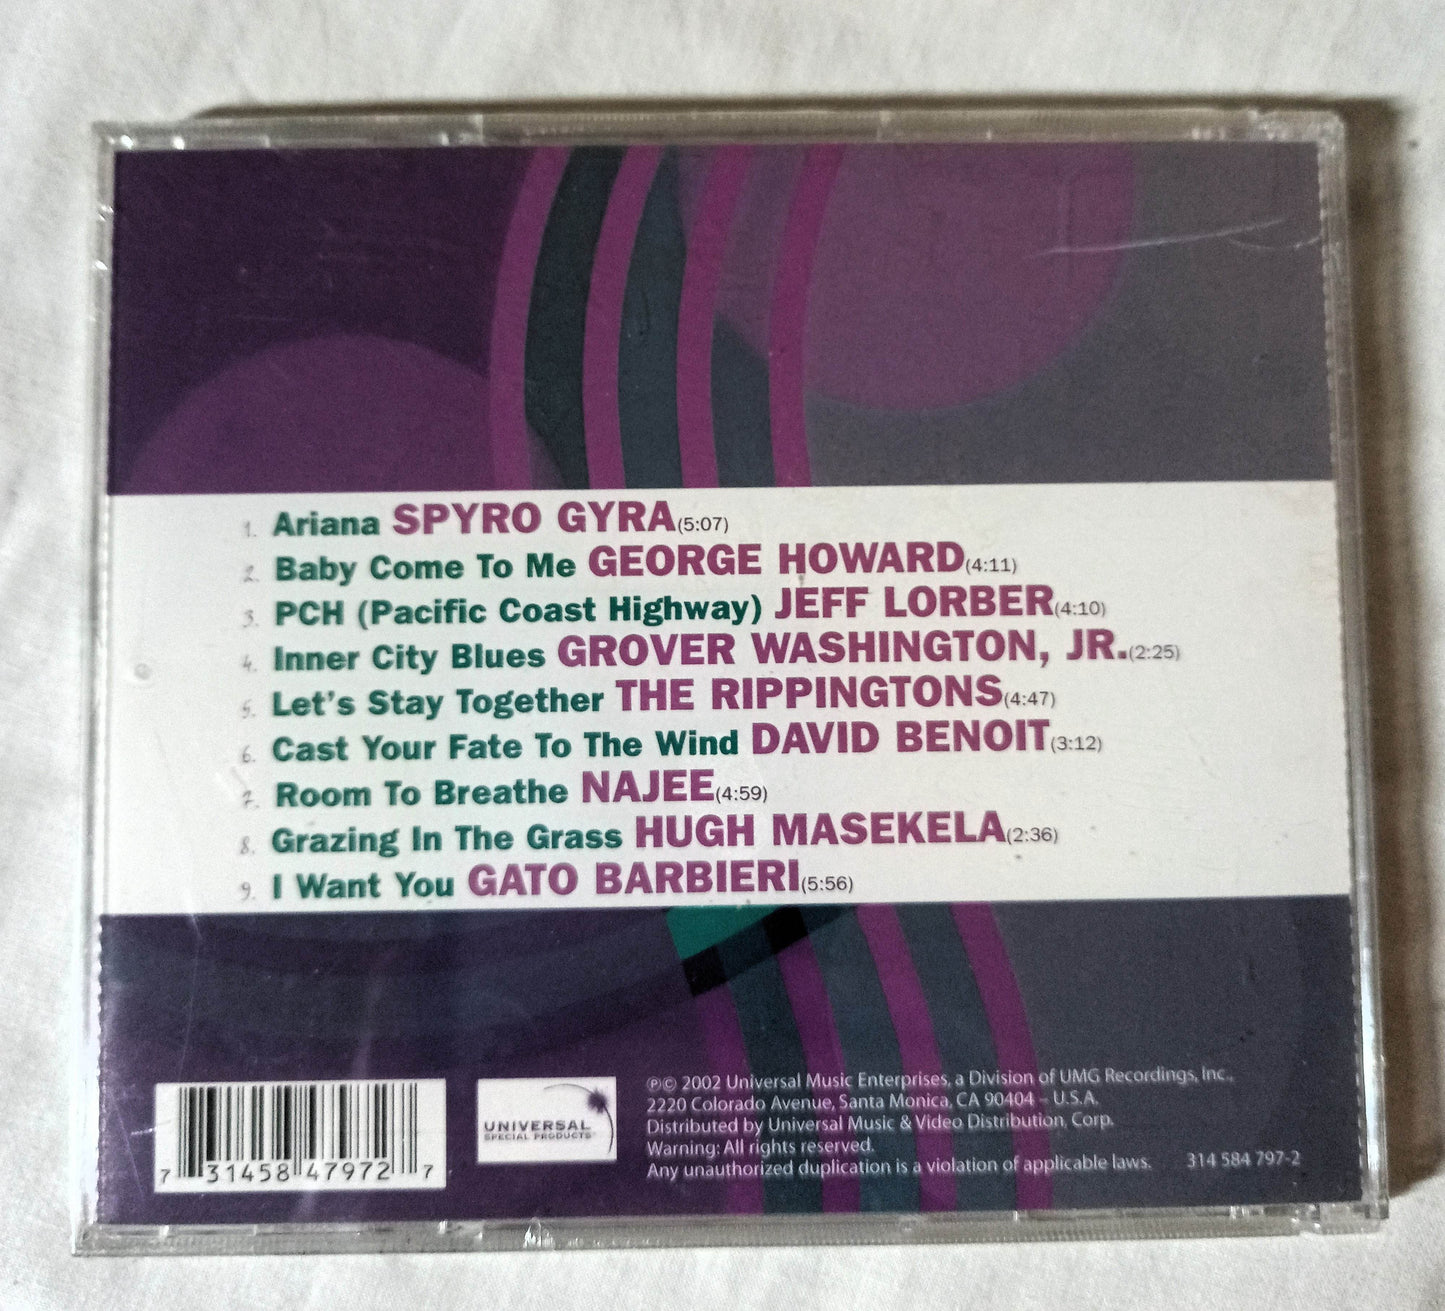 1. Ariana SPYRO GYRA(5:07)
2. Baby Come To Me GEORGE HOWARD(4:11)
3. PCH (Pacific Coast Highway) JEFF LORBER(4:10)
4. Inner City Blues GROVER WASHINGTON, JR.(2:25)
5. Let's Stay Together THE RIPPINGTONS(4:47)
6. Cast Your Fate To The Wind DAVID BENOIT(3:12)
7. Room To Breathe NAJEE(4:59)
8. Grazing In The Grass HUGH MASEKELA(2:36)
9. I Want You GATO BARBIERI(5:56)
7 31458 47972 7
UNIVERSAL
SPECIAL PRODUCTS
℗© 2002 Universal Music Enterprises, a Division of UMG Recordings, Inc.,
2220 Colorado Avenue, Santa Monica, CA 90404 – U.S.A.
Distributed by Universal Music & Video Distribution, Corp.
Warning: All rights reserved.
Any unauthorized duplication is a violation of applicable laws. 314 584 797-2